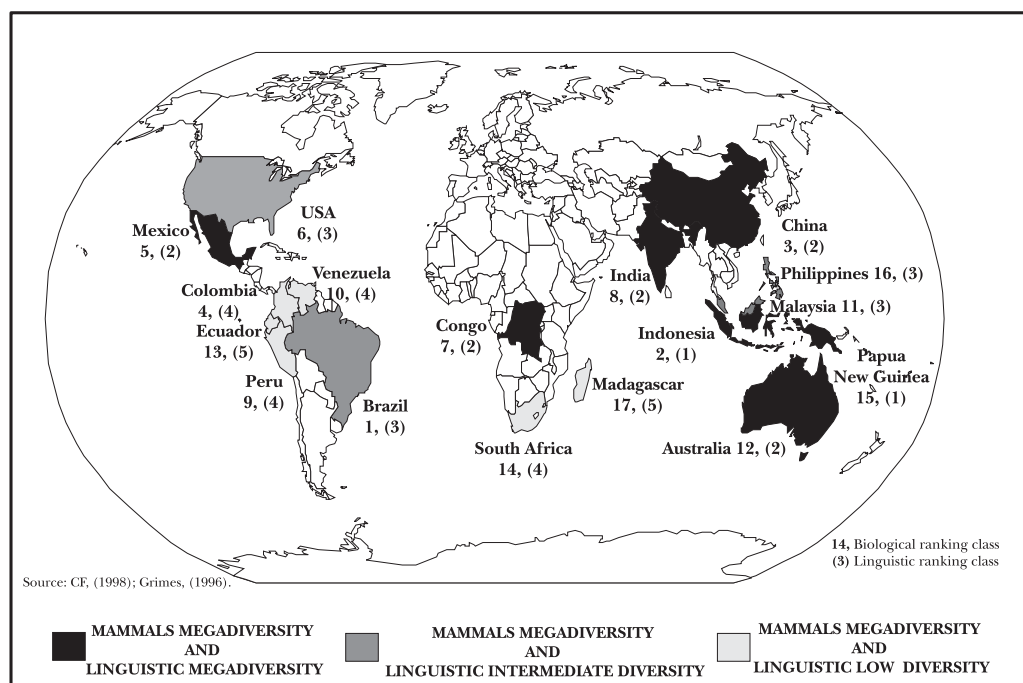 USA
6, (3)
Mexico
5, (2)
Venezuela
10, (4)
Colombia
4, (4)
Ecuador
13, (5)
Peru
9, (4)
Brazil
1, (3)
Congo
7, (2)
South Africa
14, (4)
Madagascar
17, (5)
India
8, (2)
China
3, (2)
Philippines 16, (3)
Malaysia 11, (3)
Indonesia
2, (1)
Papua
New Guinea
15, (1)
Australia 12, (2)
14, Biological ranking class
(3) Linguistic ranking class
Source: CF, (1998); Grimes, (1996).
MAMMALS MEGADIVERSITY
AND
LINGUISTIC MEGADIVERSITY
MAMMALS MEGADIVERSITY
AND
LINGUISTIC INTERMEDIATE DIVERSITY
MAMMALS MEGADIVERSITY
AND
LINGUISTIC LOW DIVERSITY